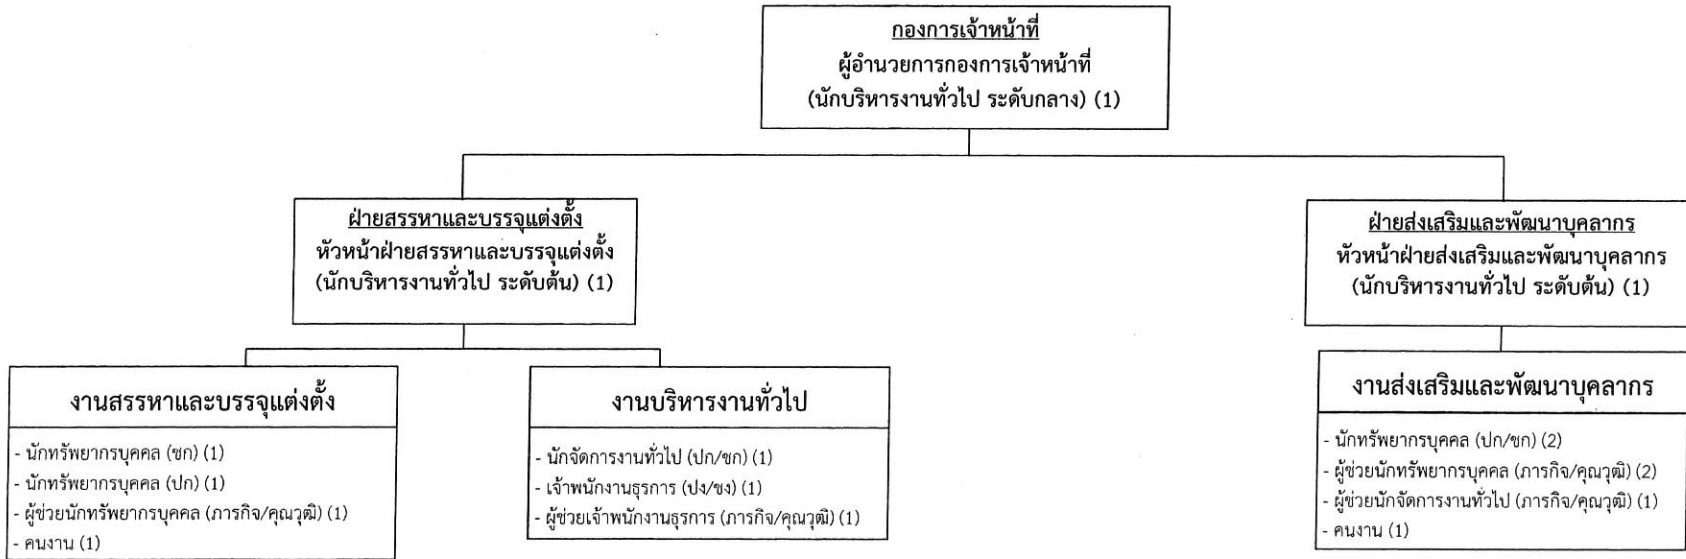 กองการเจ้าหน้าที่
ผู้อำนวยการกองการเจ้าหน้าที่
(นักบริหารงานทั่วไป ระดับกลาง) (1)
ฝ่ายสรรหาและบรรจุแต่งตั้ง
หัวหน้าฝ่ายสรรหาและบรรจุแต่งตั้ง
(นักบริหารงานทั่วไป ระดับต้น) (1)
ฝ่ายส่งเสริมและพัฒนาบุคลากร
หัวหน้าฝ่ายส่งเสริมและพัฒนาบุคลากร
(นักบริหารงานทั่วไป ระดับต้น) (1)
งานสรรหาและบรรจุแต่งตั้ง
- นักทรัพยากรบุคคล (ชก) (1)
- นักทรัพยากรบุคคล (ปก) (1)
- ผู้ช่วยนักทรัพยากรบุคคล (ภารกิจ/คุณวุฒิ) (1)
- คนงาน (1)
งานบริหารงานทั่วไป
- นักจัดการงานทั่วไป (ปก/ชก) (1)
- เจ้าพนักงานธุรการ (ปง/ชง) (1)
- ผู้ช่วยเจ้าพนักงานธุรการ (ภารกิจ/คุณวุฒิ) (1)
งานส่งเสริมและพัฒนาบุคลากร
- นักทรัพยากรบุคคล (ปก/ชก) (2)
- ผู้ช่วยนักทรัพยากรบุคคล (ภารกิจ/คุณวุฒิ) (2)
- ผู้ช่วยนักจัดการงานทั่วไป (ภารกิจ/คุณวุฒิ) (1)
- คนงาน (1)